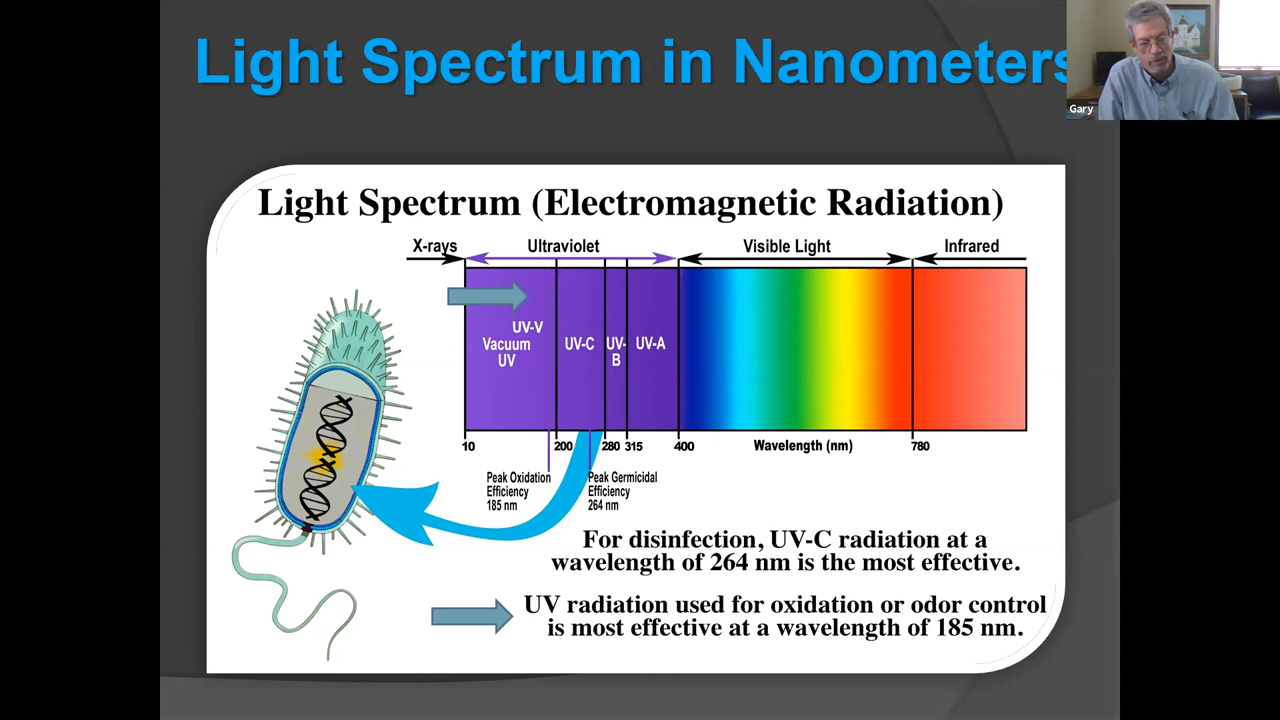 Light Spectrum in Nanometers
Gary
Light Spectrum (Electromagnetic Radiation)
X-rays
Ultraviolet
Visible Light
Infrared
UV-V
Vacuum
UV
UV-C
UV-
B
UV-A
10
200
280
315
400
Wavelength (nm)
780
Peak Oxidation
Efficiency
185 nm
Peak Germicidal
Efficiency
264 nm
For disinfection, UV-C radiation at a
wavelength of 264 nm is the most effective.
UV radiation used for oxidation or odor control
is most effective at a wavelength of 185 nm.